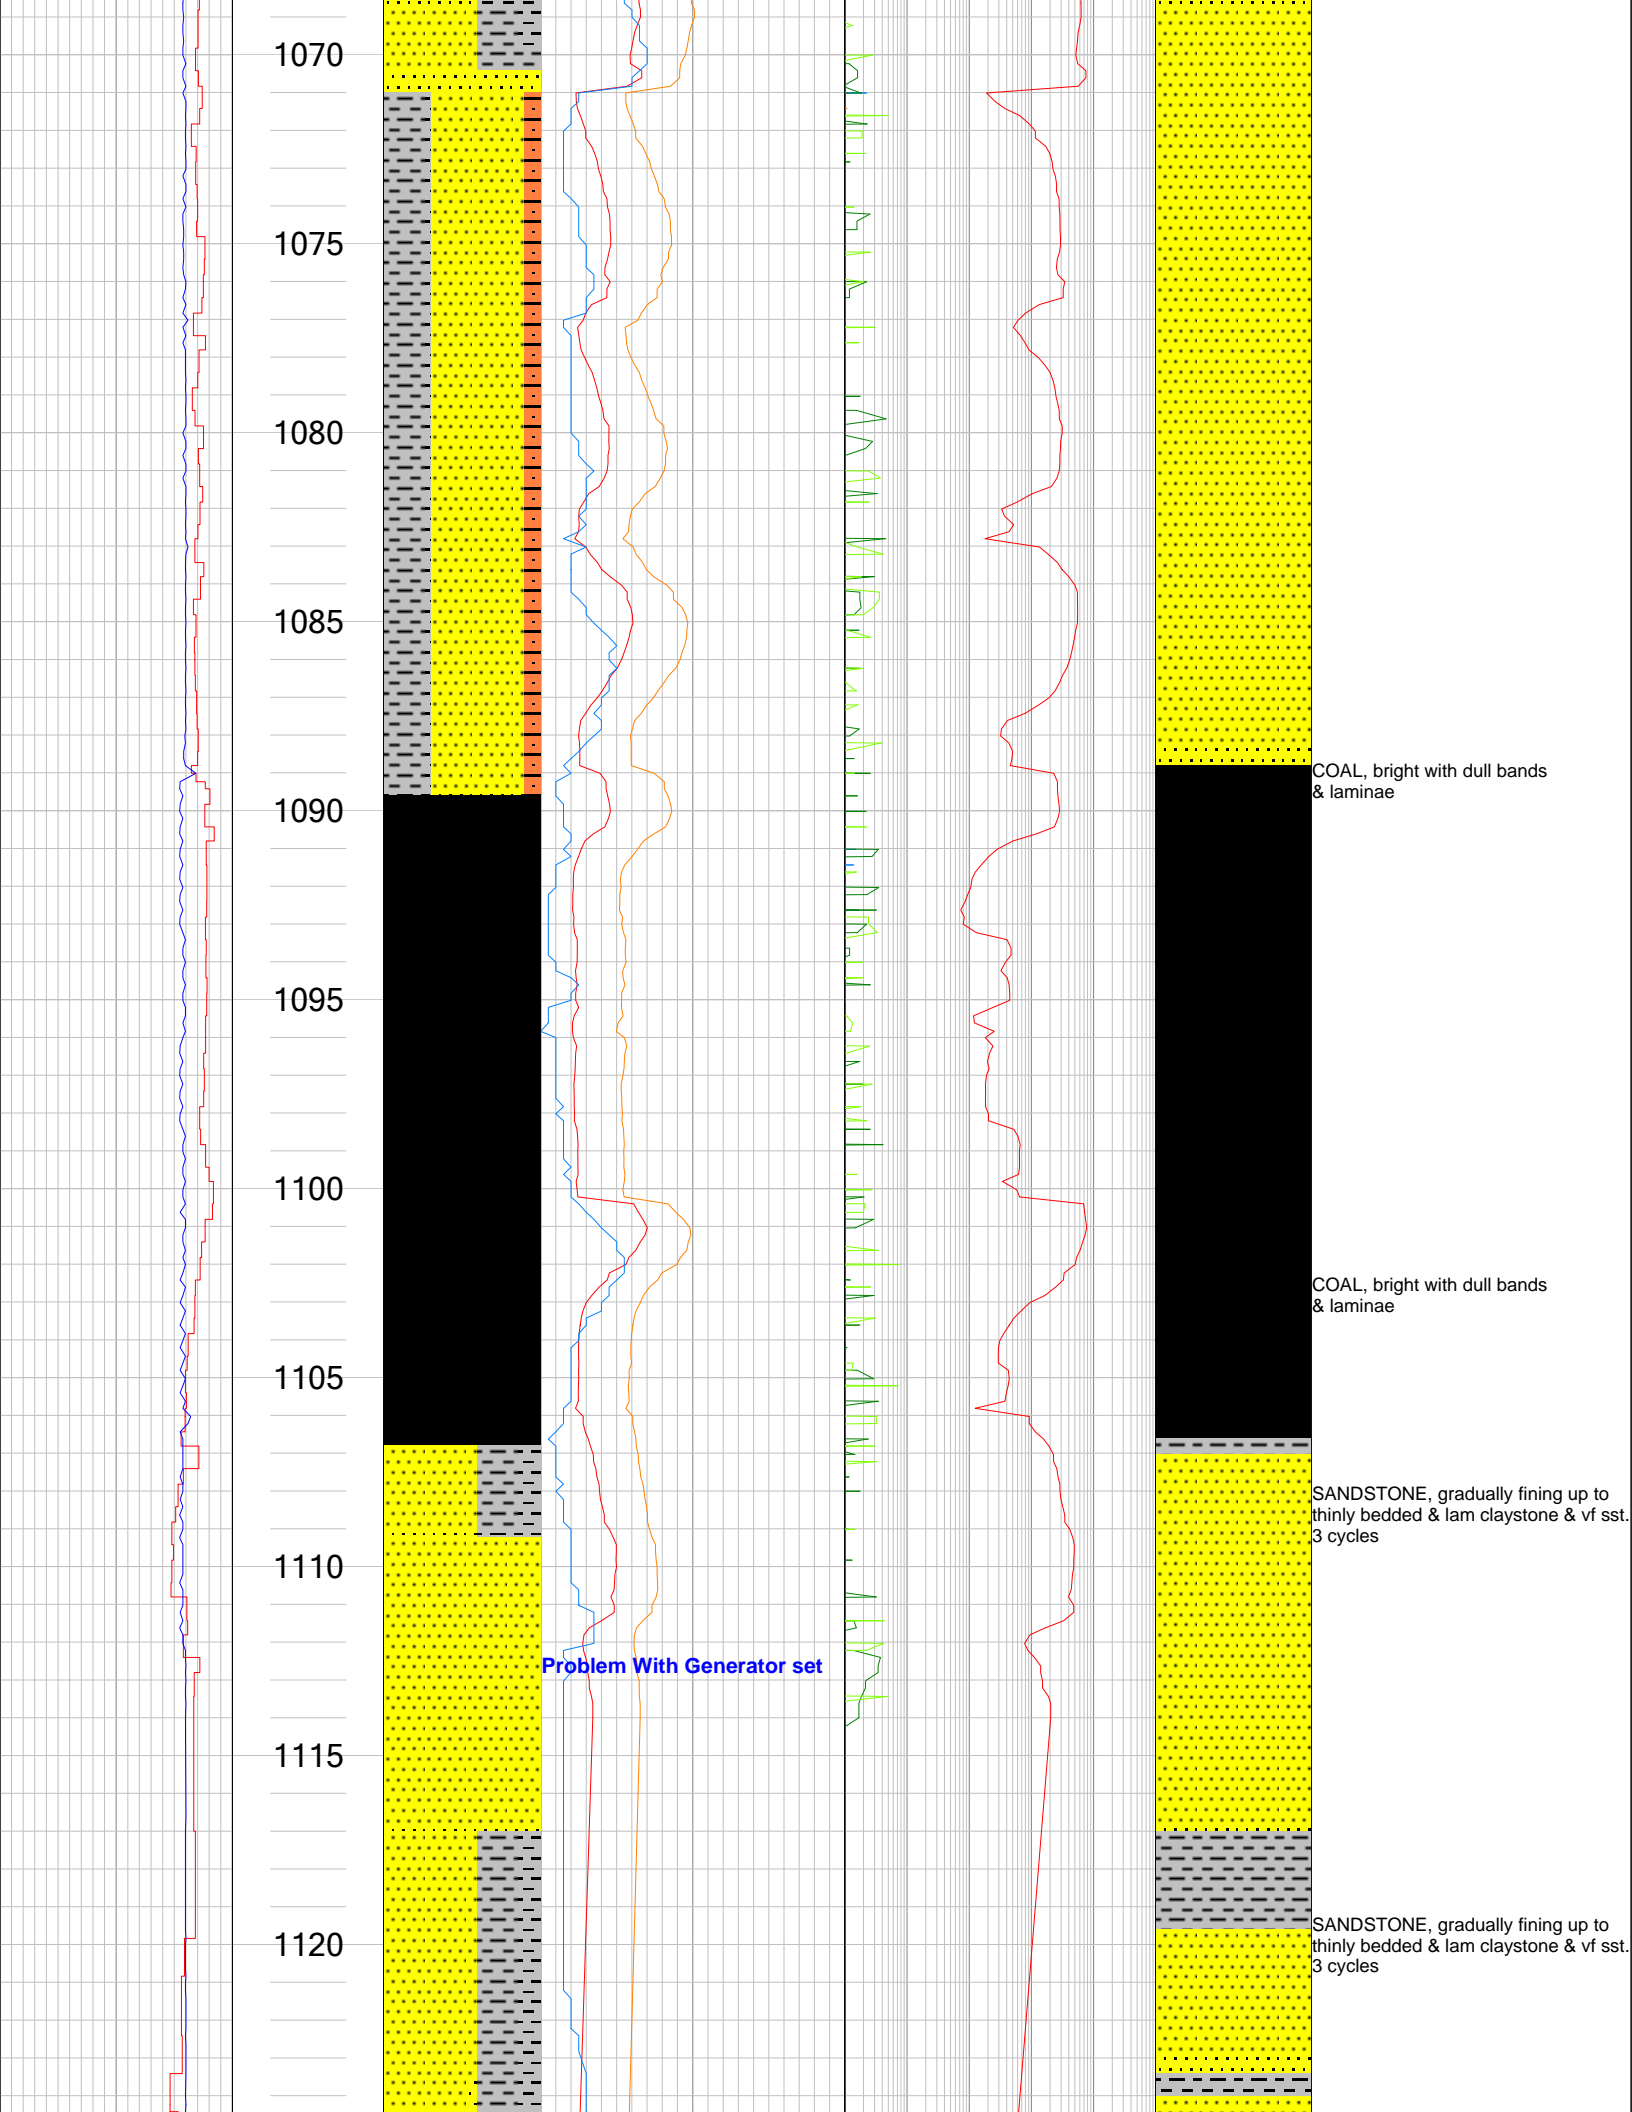 1070
1075
1080
1085
COAL, bright with dull bands
& laminae
1090
1095
1100
COAL, bright with dull bands
& laminae
1105
SANDSTONE, gradually fining up to
thinly bedded & lam claystone & vf sst.
3 cycles
1110
Problem With Generator set
1115
SANDSTONE, gradually fining up to
thinly bedded & lam claystone & vf sst.
3 cycles
1120